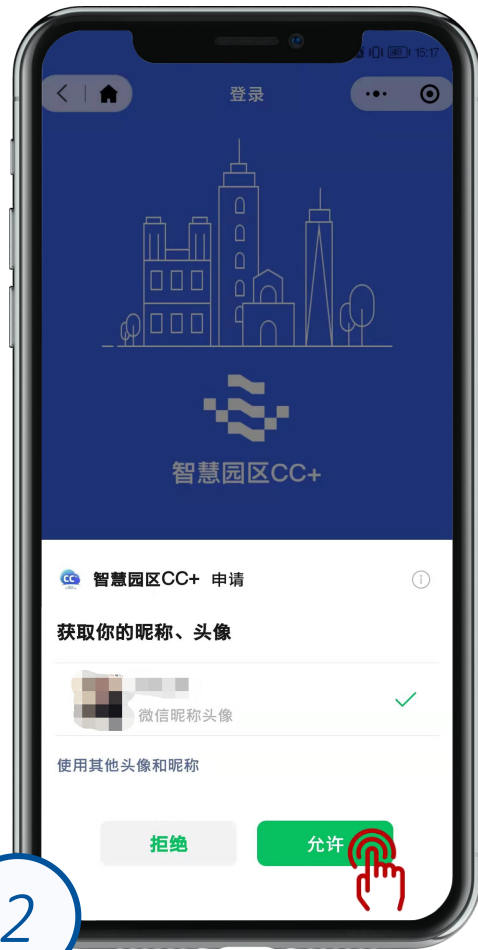 15:17
登录
智慧园区CC+
CC 智慧园区CC+ 申请
获取你的昵称、头像
微信昵称头像
使用其他头像和昵称
拒绝 允许
2